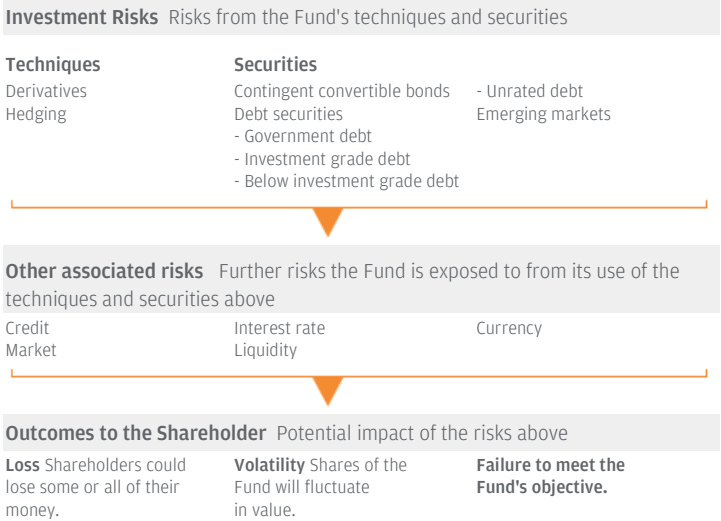 Investment Risks Risks from the Fund's techniques and securities
Techniques
Derivatives
Hedging
Securities
Contingent convertible bonds
Debt securities
- Government debt
- Investment grade debt
- Below investment grade debt
- Unrated debt
Emerging markets
Other associated risks Further risks the Fund is exposed to from its use of the
techniques and securities above
Credit
Market
Interest rate
Liquidity
Currency
Outcomes to the Shareholder Potential impact of the risks above
Loss Shareholders could
lose some or all of their
money.
Volatility Shares of the
Fund will fluctuate
in value.
Failure to meet the
Fund's objective.